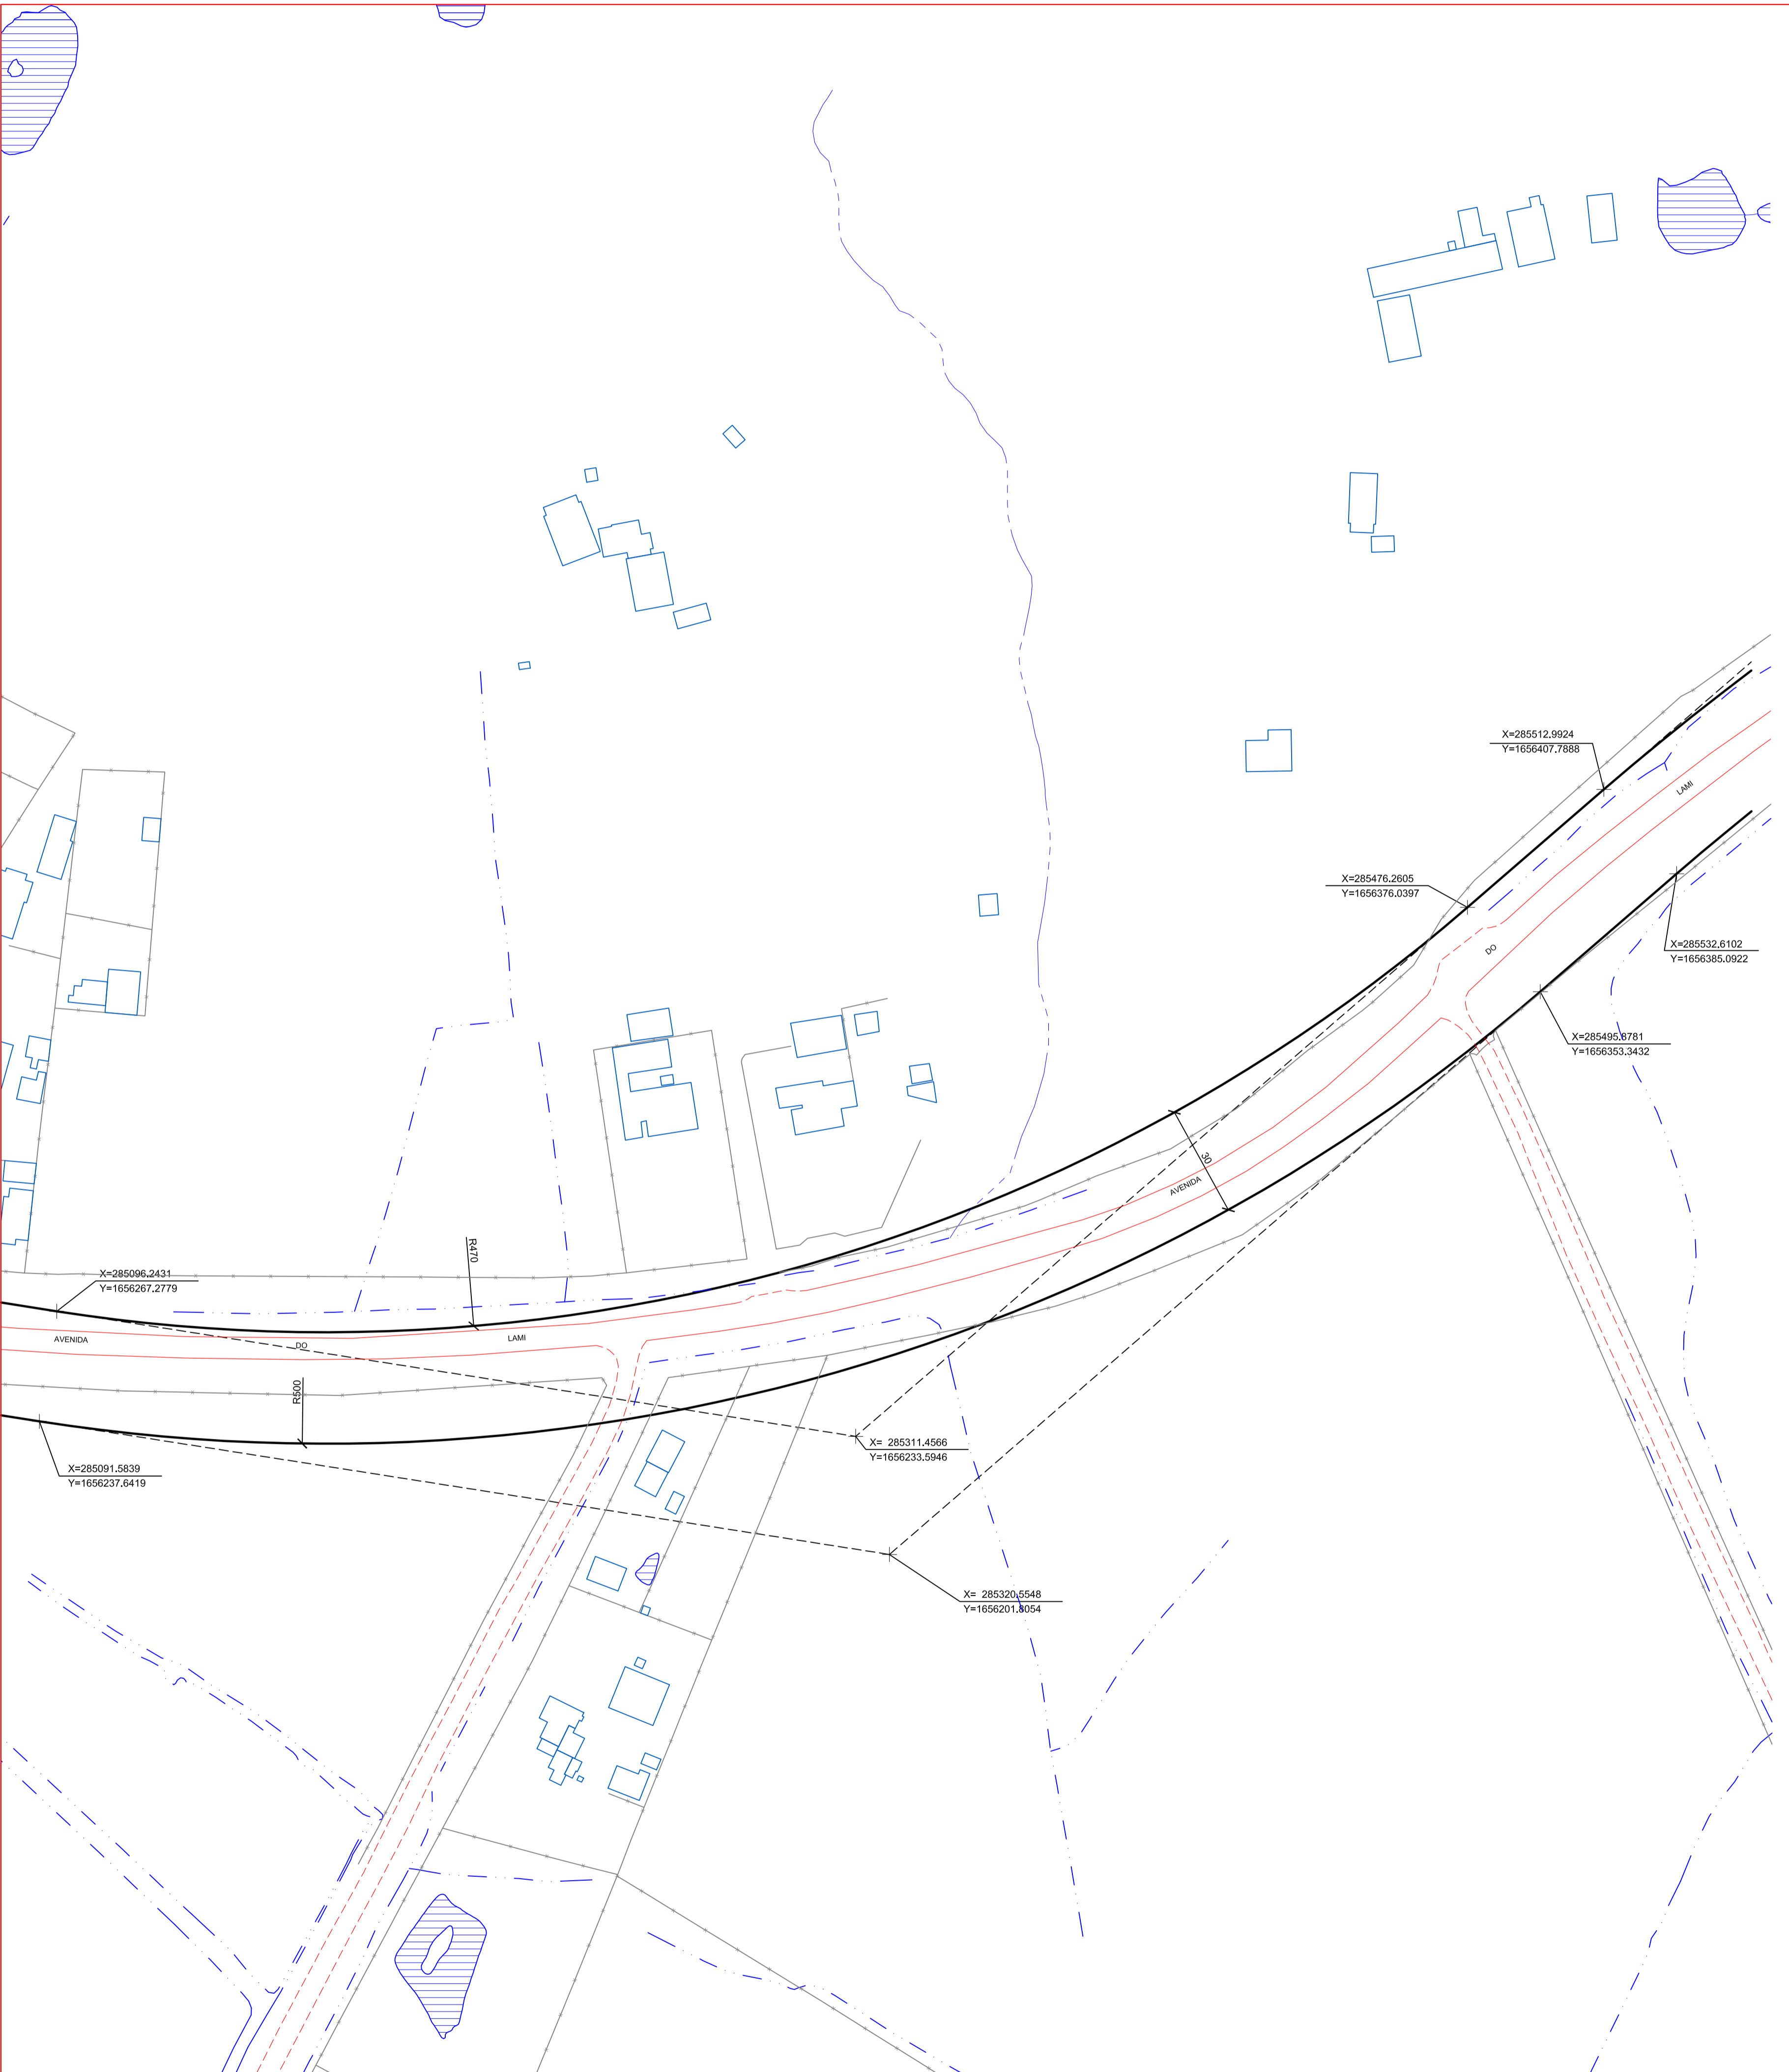 X=285512.9924
Y=1656407.7888
LAMI
X=285476.2605
Y=1656376.0397
DO
X=285532.6102
Y=1656385.0922
X=285495.8781
Y=1656353.3432
30
AVENIDA
R470
X=285096.2431
Y=1656267.2779
AVENIDA
DO
LAMI
R500
X= 285311.4566
Y=1656233.5946
X=285091.5839
Y=1656237.6419
X= 285320.5548
Y=1656201.8054